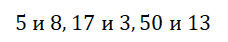 5 и 8, 17 и 3, 50 и 13